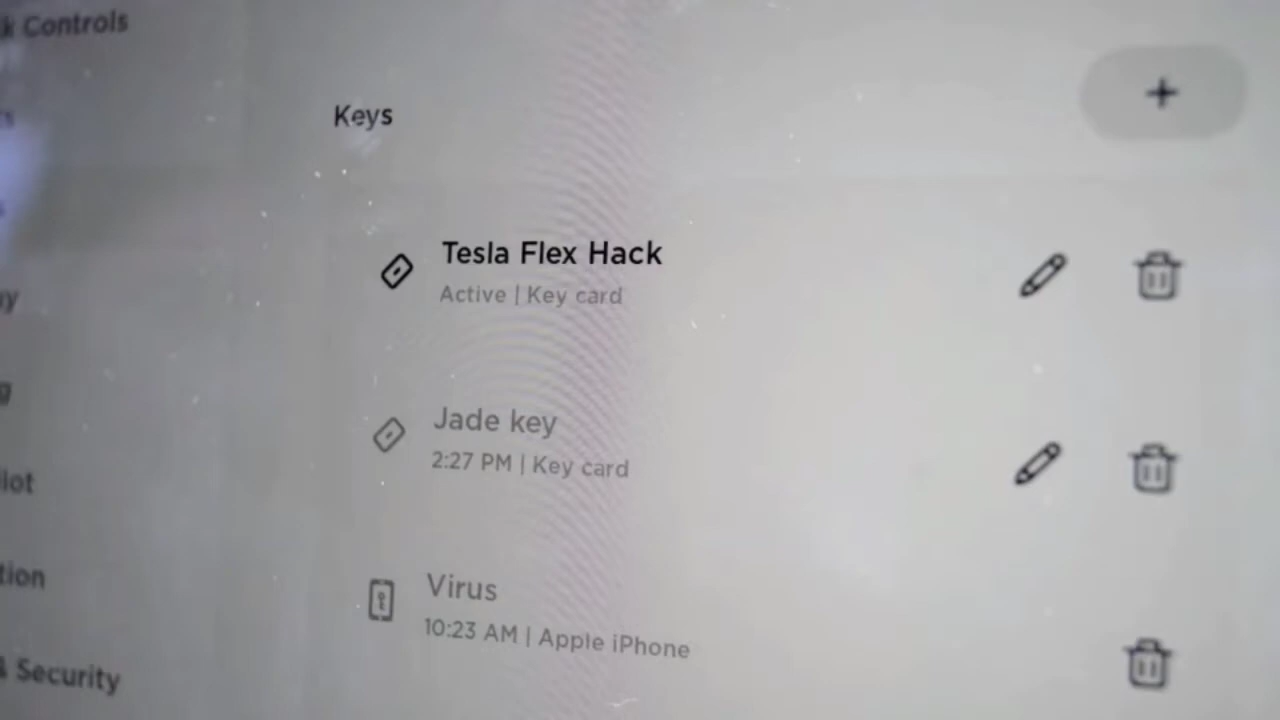 Controls
Keys
Tesla Flex Hack
Active | Key card
Jade key
2:27 PM | Key card
Virus
10:23 AM | Apple iPhone
Security